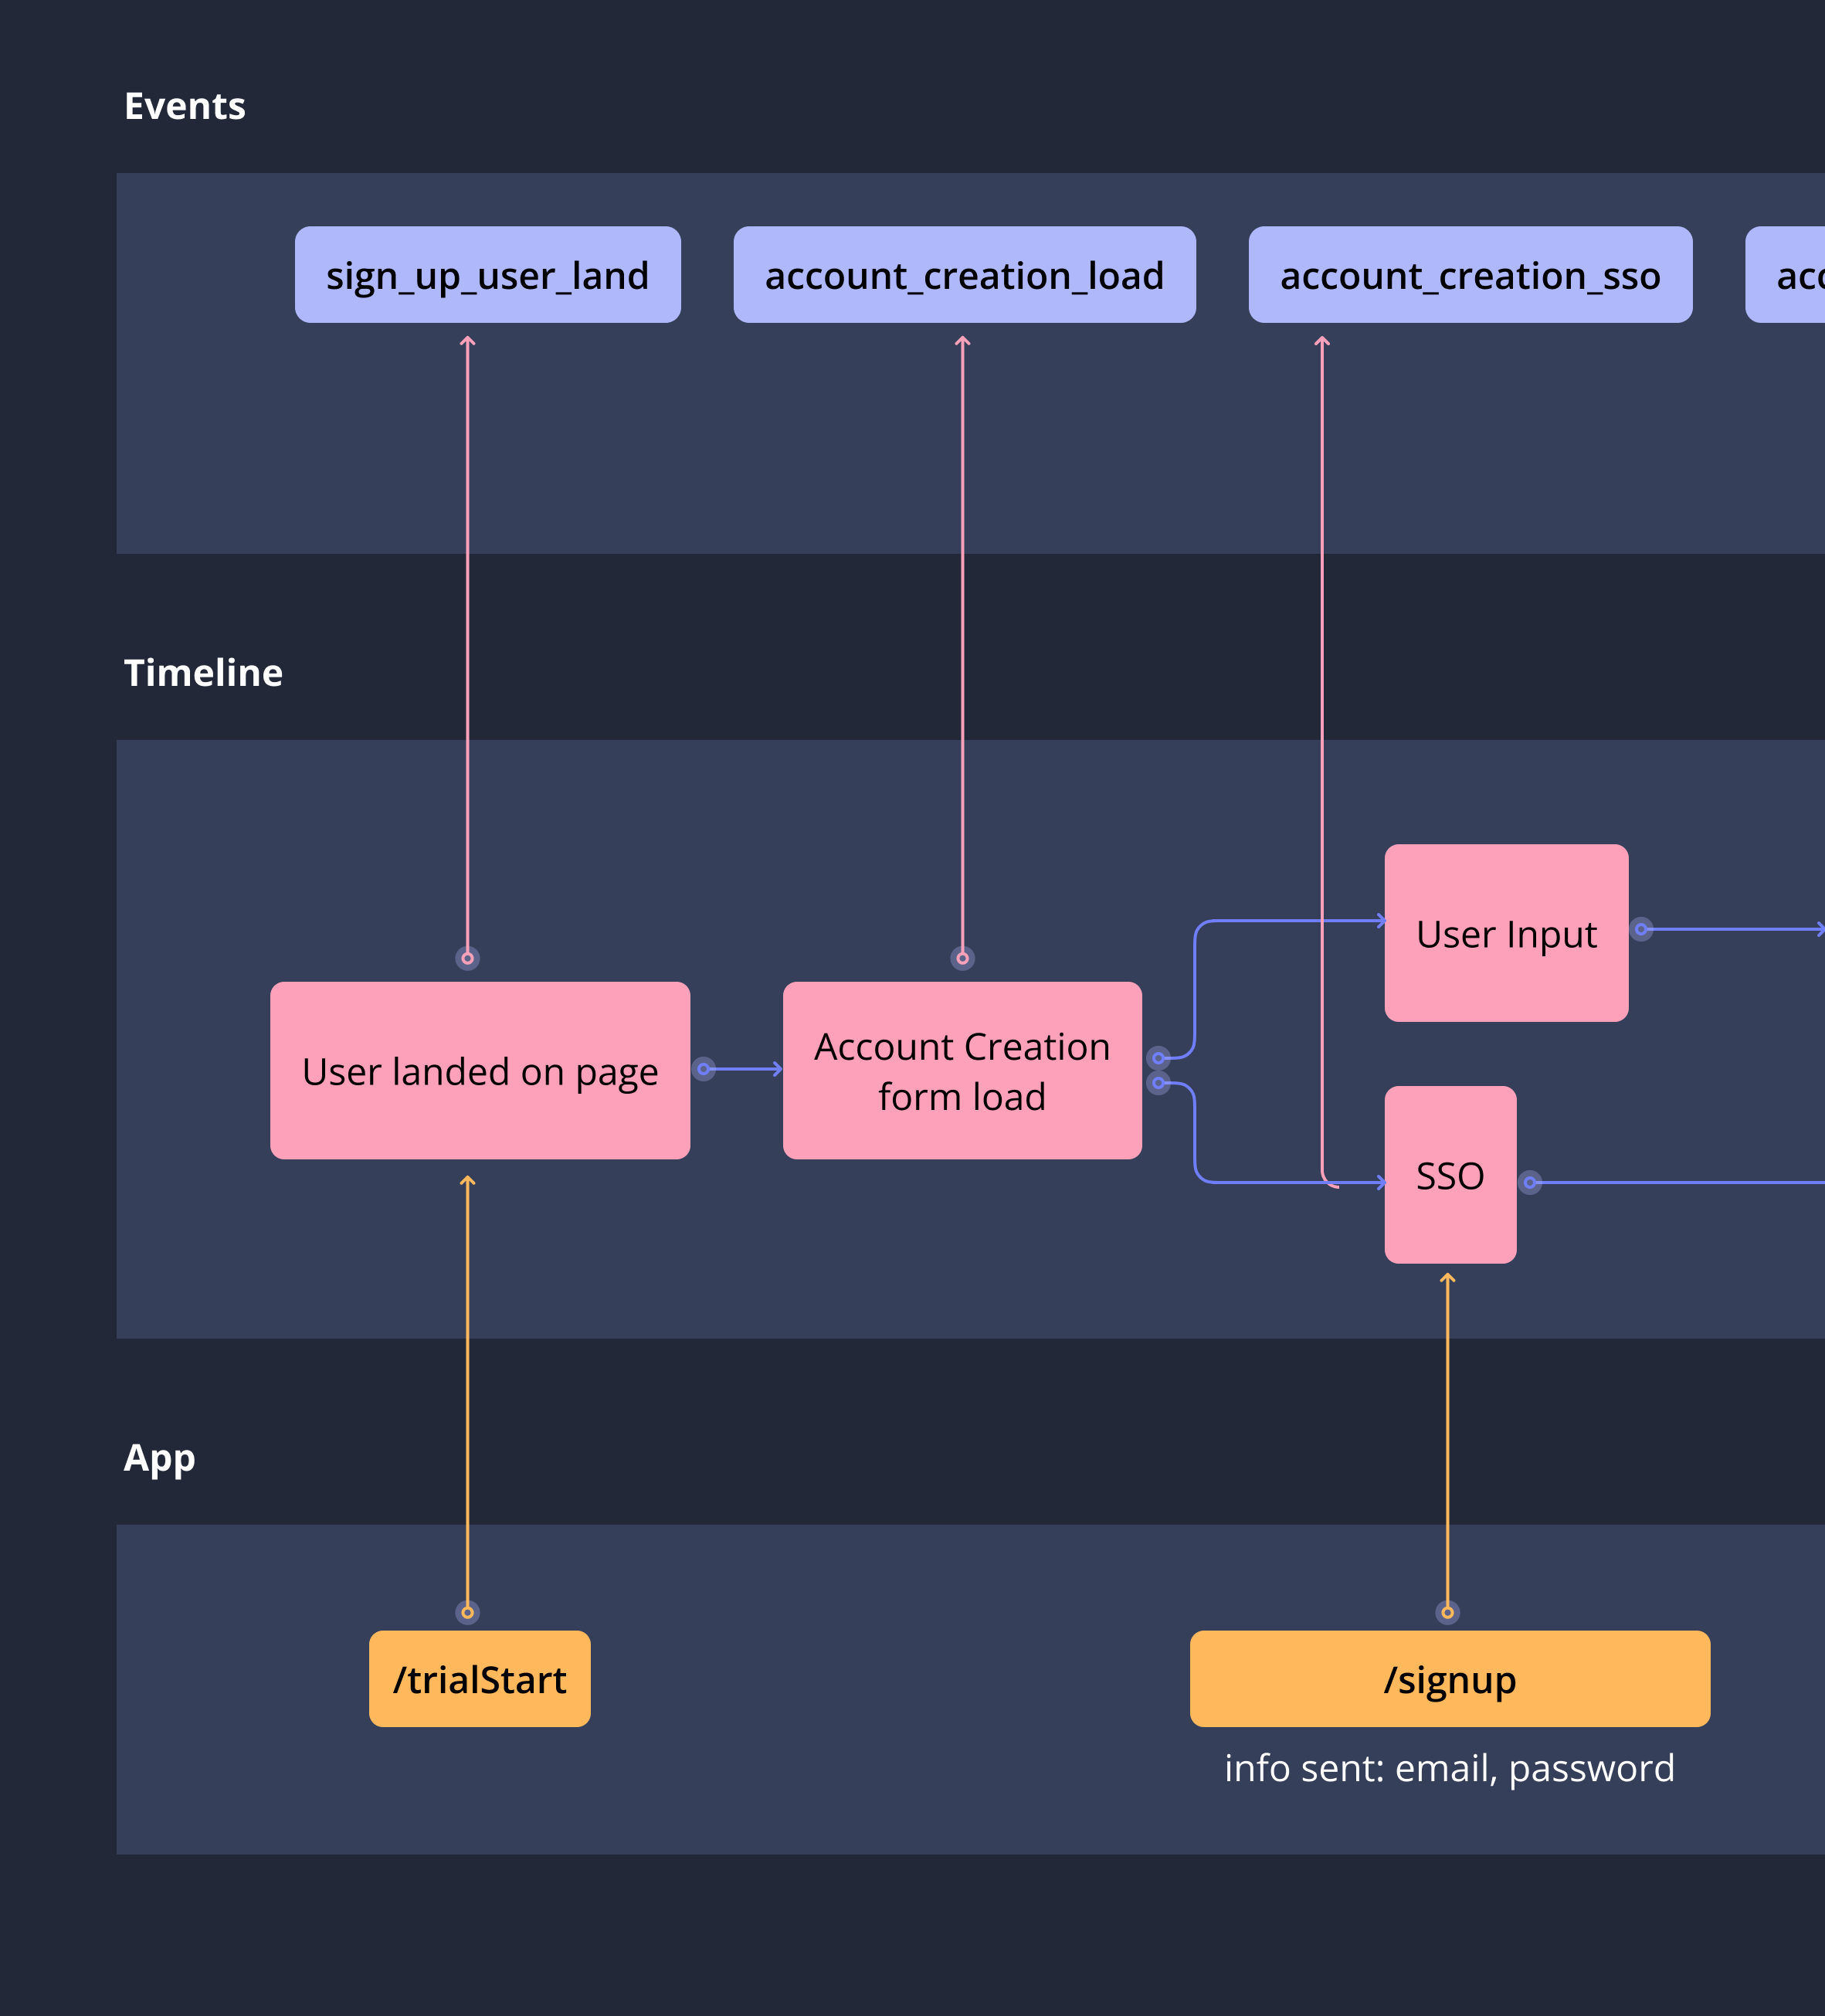 Events
sign_up_user_land
account_creation_load
account_creation_sso
Timeline
User Input
User landed on page
Account Creation
form load
SSO
App
/trialStart
/signup
info sent: email, password